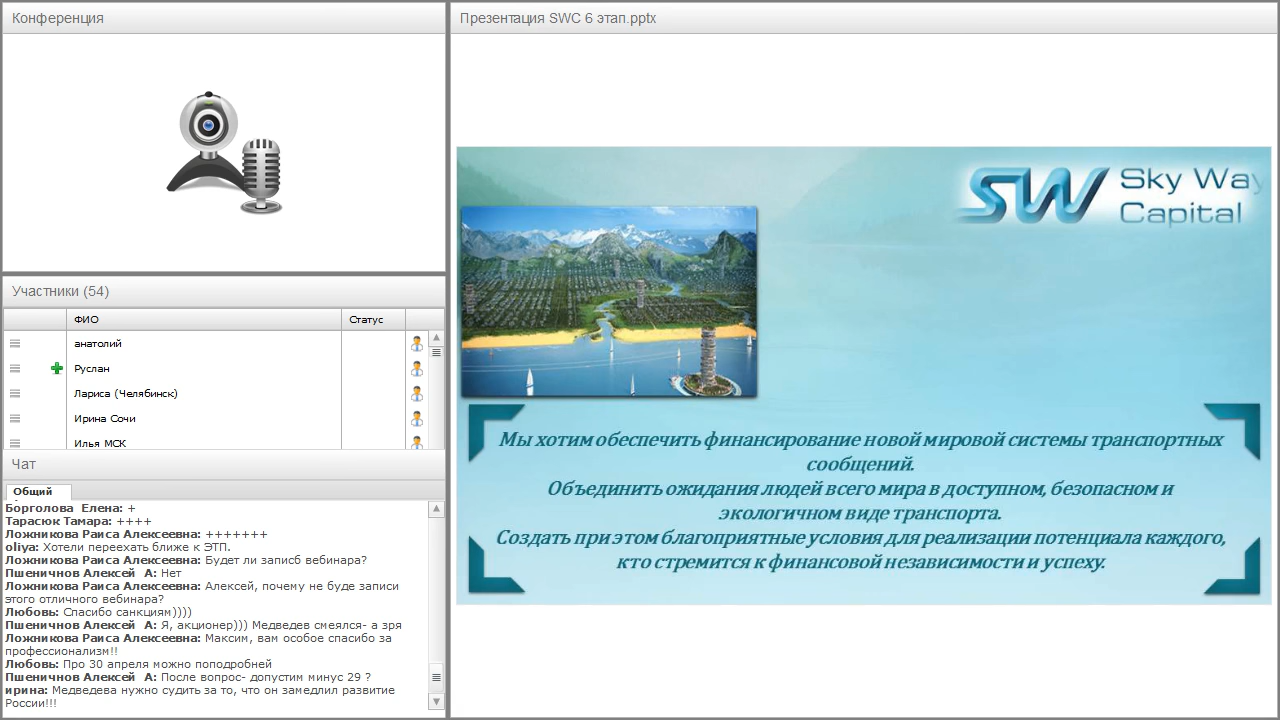 Конференция
Презентация SWC 6 этап.pptx
Участники (54)
ФИО
Статус
анатолий
Руслан
Лариса (Челябинск)
Ирина Сочи
Илья МСК
Чат
Общий
Борголова Елена: +
Тарасюк Тамара: ++++
Ложникова Раиса Алексеевна: +++++++
oliya: Хотели переехать ближе к ЭТП.
Ложникова Раиса Алексеевна: Будет ли записб вебинара?
Пшеничнов Алексей А: Нет
Ложникова Раиса Алексеевна: Алексей, почему не буде записи
этого отличного вебинара?
Любовь: Спасибо санкциям))))
Пшеничнов Алексей А: Я, акционер))) Медведев смеялся- а зря
Ложникова Раиса Алексеевна: Максим, вам особое спасибо за
профессионализм!!
Любовь: Про 30 апреля можно поподробней
Пшеничнов Алексей А: После вопрос- допустим минус 29 ?
ирина: Медведева нужно судить за то, что он замедлил развитие
России!!!
SW Sky Way
Capital
Мы хотим обеспечить финансирование новой мировой системы транспортных
сообщений.
Объединить ожидания людей всего мира в доступном, безопасном и
экологичном виде транспорта.
Создать при этом благоприятные условия для реализации потенциала каждого,
кто стремится к финансовой независимости и успеху.